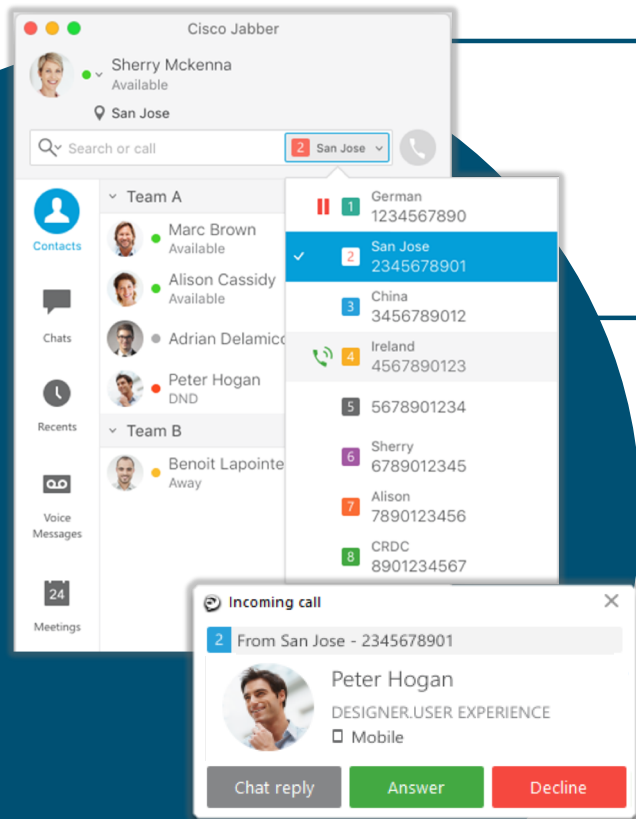 Cisco Jabber
Sherry Mckenna
Available
San Jose
Search or call
2 San Jose
Contacts
Chats
Recents
Voice
Messages
24
Meetings
Team A
Marc Brown
Available
Alison Cassidy
Available
Adrian Delamico
Peter Hogan
DND
Team B
Benoit Lapointe
Away
German
1 1234567890
San Jose
2 2345678901
China
3 3456789012
Ireland
4 4567890123
5 5678901234
Sherry
6 6789012345
Alison
7 7890123456
CRDC
8 8901234567
Incoming call
2 From San Jose - 2345678901
Peter Hogan
DESIGNER.USER EXPERIENCE
Mobile
Chat reply Answer Decline